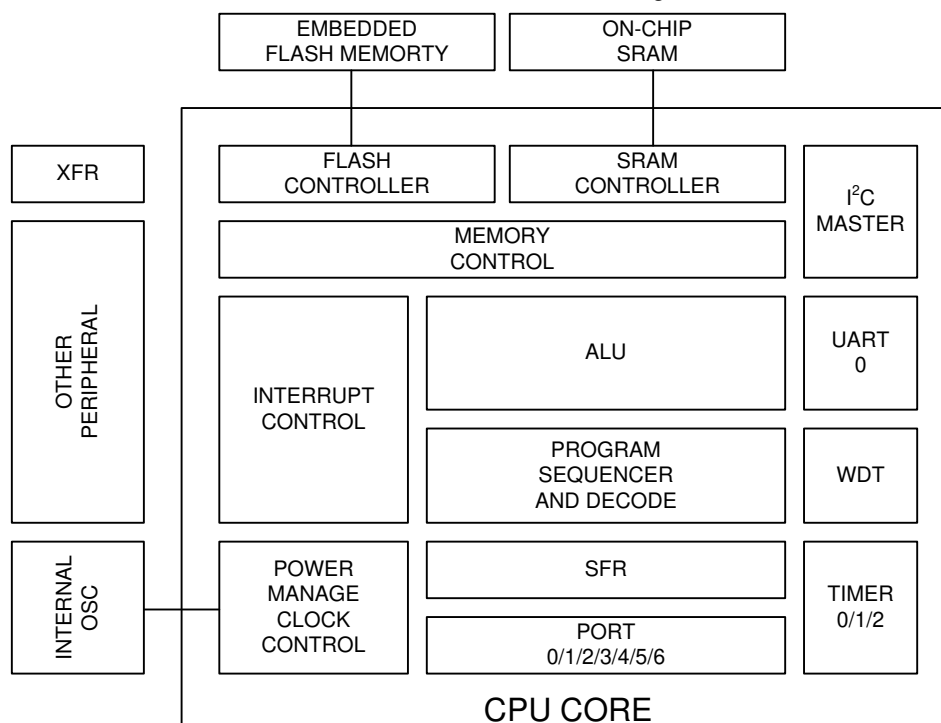 EMBEDDED
FLASH MEMORTY
ON-CHIP
SRAM
XFR
FLASH
CONTROLLER
SRAM
CONTROLLER
I²C
MASTER
MEMORY
CONTROL
OTHER
PERIPHERAL
INTERRUPT
CONTROL
ALU
UART
0
PROGRAM
SEQUENCER
AND DECODE
WDT
INTERNAL
OSC
POWER
MANAGE
CLOCK
CONTROL
SFR
TIMER
0/1/2
PORT
0/1/2/3/4/5/6
CPU CORE